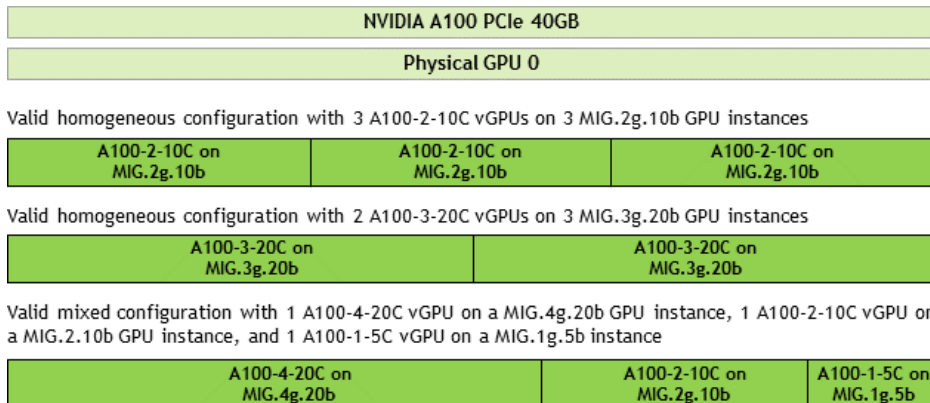 NVIDIA A100 PCIe 40GB
Physical GPU 0
Valid homogeneous configuration with 3 A100-2-10C vGPUs on 3 MIG.2g.10b GPU instances
A100-2-10C on
MIG.2g.10b
A100-2-10C on
MIG.2g.10b
A100-2-10C on
MIG.2g.10b
Valid homogeneous configuration with 2 A100-3-20C vGPUs on 3 MIG.3g.20b GPU instances
A100-3-20C on
MIG.3g.20b
A100-3-20C on
MIG.3g.20b
Valid mixed configuration with 1 A100-4-20C vGPU on a MIG.4g.20b GPU instance, 1 A100-2-10C vGPU on
a MIG.2.10b GPU instance, and 1 A100-1-5C vGPU on a MIG.1g.5b instance
A100-4-20C on
MIG.4g.20b
A100-2-10C on
MIG.2g.10b
A100-1-5C on
MIG.1g.5b